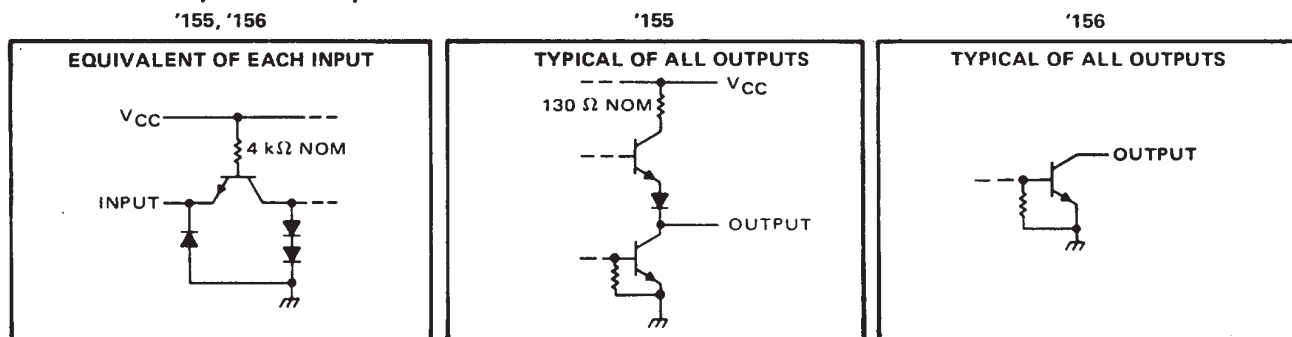 '155, '156
EQUIVALENT OF EACH INPUT
VCC
4 kΩ NOM
INPUT
'155
TYPICAL OF ALL OUTPUTS
VCC
130 Ω NOM
OUTPUT
'156
TYPICAL OF ALL OUTPUTS
OUTPUT